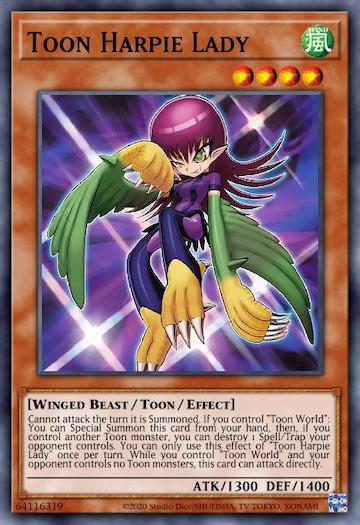 TOON HARPIE LADY
WIND
風
[WINGED BEAST / TOON / EFFECT]
Cannot attack the turn it is Summoned. If you control "Toon World":
You can Special Summon this card from your hand, then, if you
control another Toon monster, you can destroy 1 Spell/Trap your
opponent controls. You can only use this effect of "Toon Harpie
Lady" once per turn. While you control "Toon World" and your
opponent controls no Toon monsters, this card can attack directly.
ATK/1300 DEF/1400
64116319
©2020 Studio Dice/SHUEISHA, TV TOKYO, KONAMI